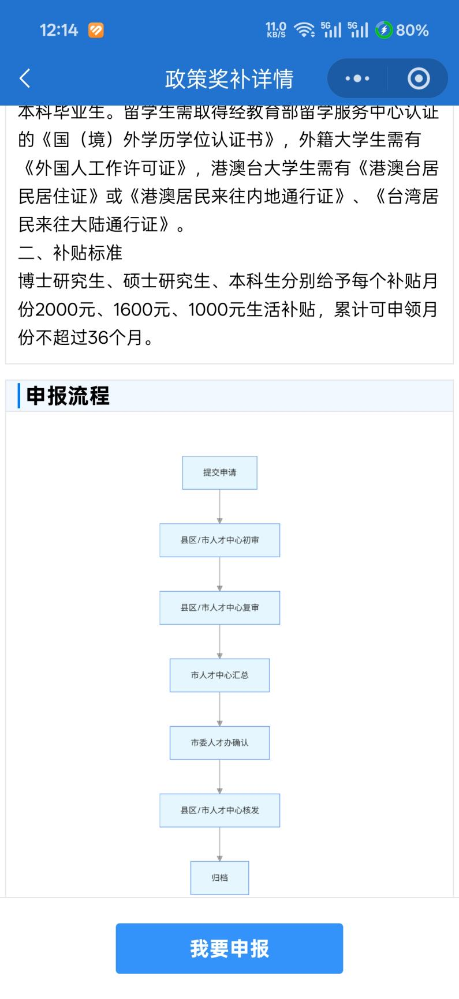 12:14
11.0
KB/S
5G
5G
80%
政策奖补详情
本科毕业生。留学生需取得经教育部留学服务中心认证
的《国（境）外学历学位认证书》，外籍大学生需有
《外国人工作许可证》，港澳台大学生需有《港澳台居
民居住证》或《港澳居民来往内地通行证》、《台湾居
民来往大陆通行证》。
二、补贴标准
博士研究生、硕士研究生、本科生分别给予每个补贴月
份2000元、1600元、1000元生活补贴，累计可申领月
份不超过36个月。
申报流程
提交申请
县区/市人才中心初审
县区/市人才中心复审
市人才中心汇总
市委人才办确认
县区/市人才中心核发
归档
我要申报